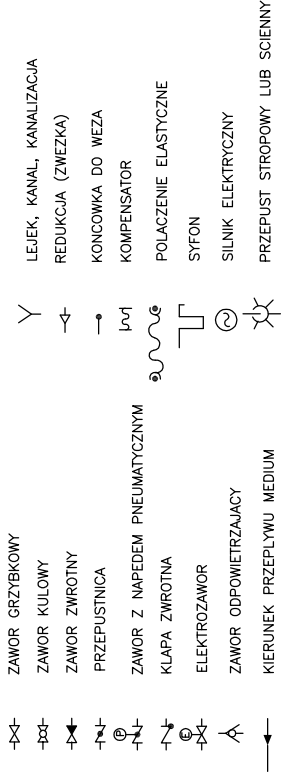 ZAWOR GRZYBKOWY
ZAWOR KULOWY
ZAWOR ZWROTNY
PRZEPUSTNICA
P
ZAWOR Z NAPEDEM PNEUMATYCZNYM
KLAPA ZWROTNA
E
ELEKTROZAWOR
ZAWOR ODPOWIETRZAJACY
KIERUNEK PRZEPLYWU MEDIUM
LEJEK, KANAL, KANALIZACJA
REDUKCJA (ZWEZKA)
KONCOWKA DO WEZA
KOMPENSATOR
POLACZENIE ELASTYCZNE
SYFON
SILNIK ELEKTRYCZNY
PRZEPUST STROPOWY LUB SCIENNY